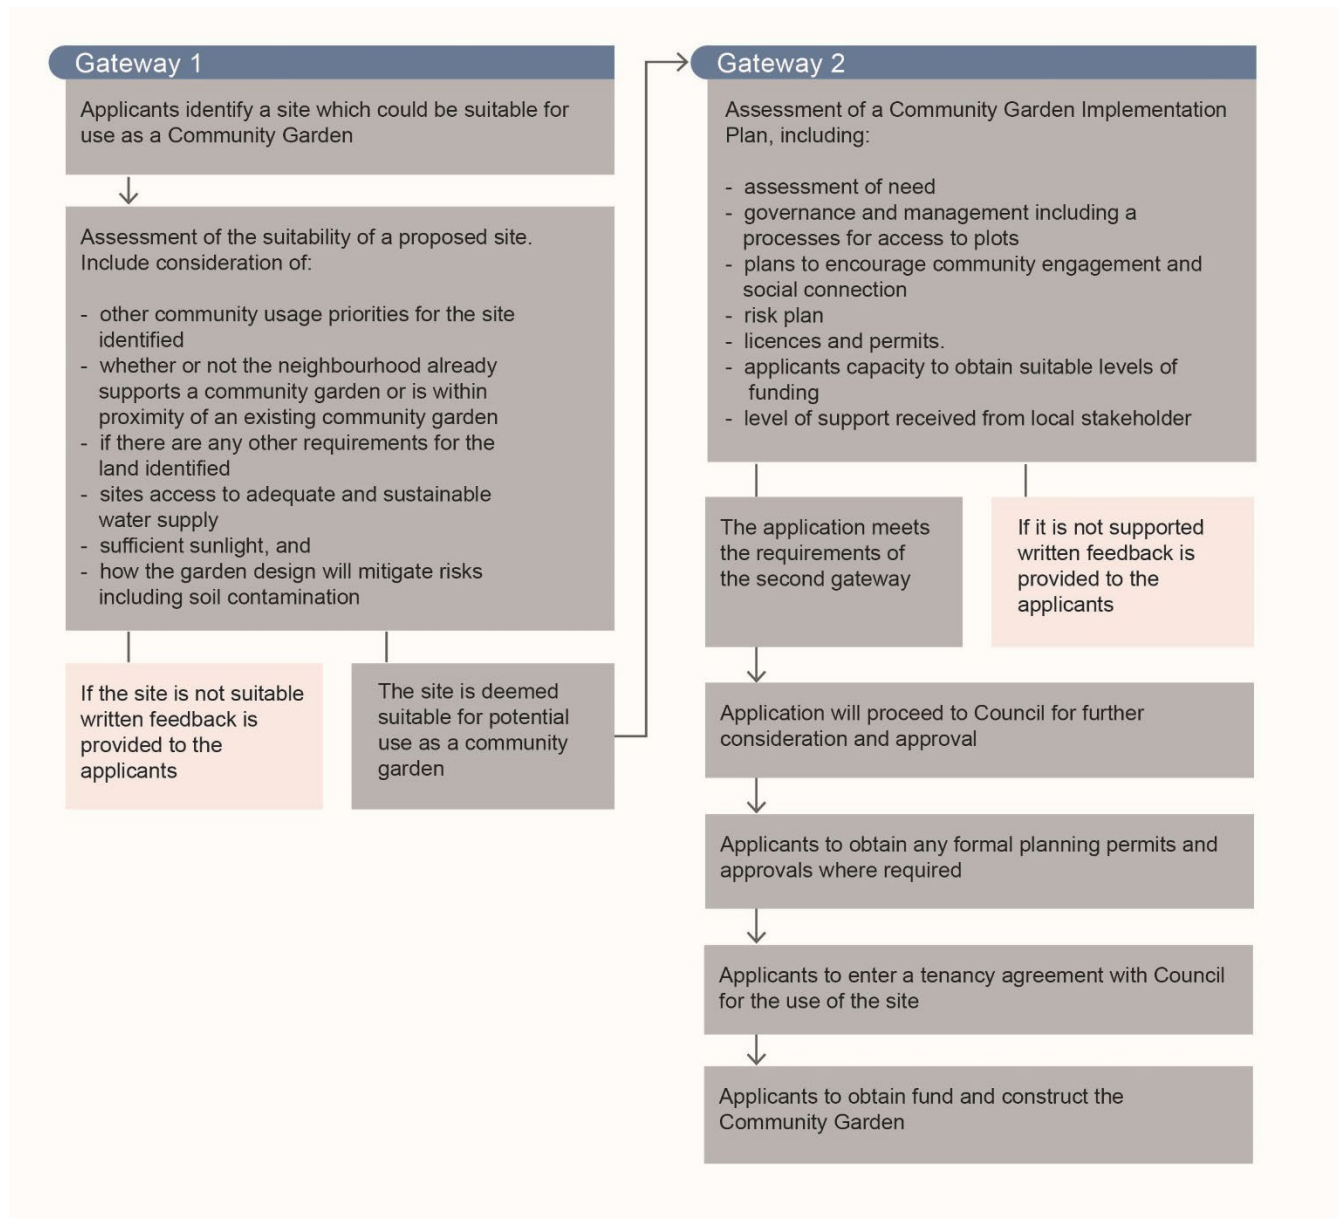 Gateway 1
Applicants identify a site which could be suitable for
use as a Community Garden
Assessment of the suitability of a proposed site.
Include consideration of:
- other community usage priorities for the site
identified
- whether or not the neighbourhood already
supports a community garden or is within
proximity of an existing community garden
- if there are any other requirements for the
land identified
- sites access to adequate and sustainable
water supply
- sufficient sunlight, and
- how the garden design will mitigate risks
including soil contamination
If the site is not suitable
written feedback is
provided to the
applicants
The site is deemed
suitable for potential
use as a community
garden
Gateway 2
Assessment of a Community Garden Implementation
Plan, including:
- assessment of need
- governance and management including a
processes for access to plots
- plans to encourage community engagement and
social connection
- risk plan
- licences and permits.
- applicants capacity to obtain suitable levels of
funding
- level of support received from local stakeholder
The application meets
the requirements of
the second gateway
If it is not supported
written feedback is
provided to the
applicants
Application will proceed to Council for further
consideration and approval
Applicants to obtain any formal planning permits and
approvals where required
Applicants to enter a tenancy agreement with Council
for the use of the site
Applicants to obtain fund and construct the
Community Garden